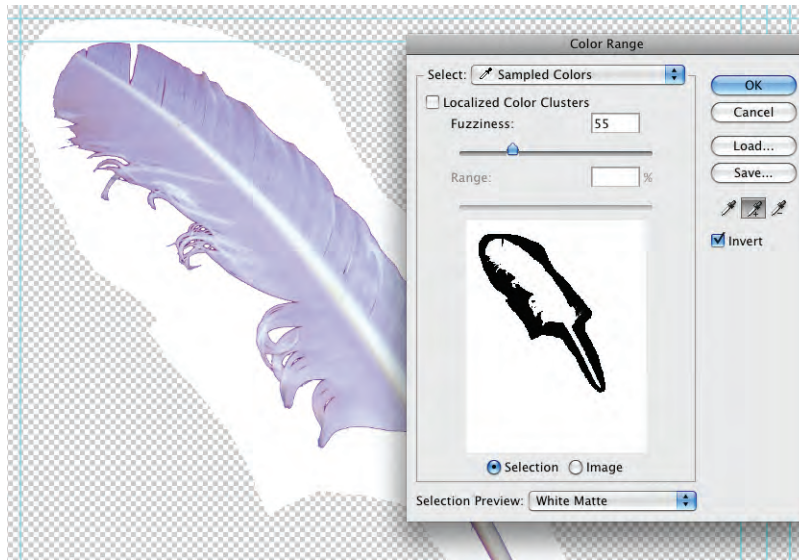 Color Range
Select: Sampled Colors
Localized Color Clusters
Fuzziness: 55
Range: %
OK
Cancel
Load...
Save...
Invert
Selection Image
Selection Preview: White Matte